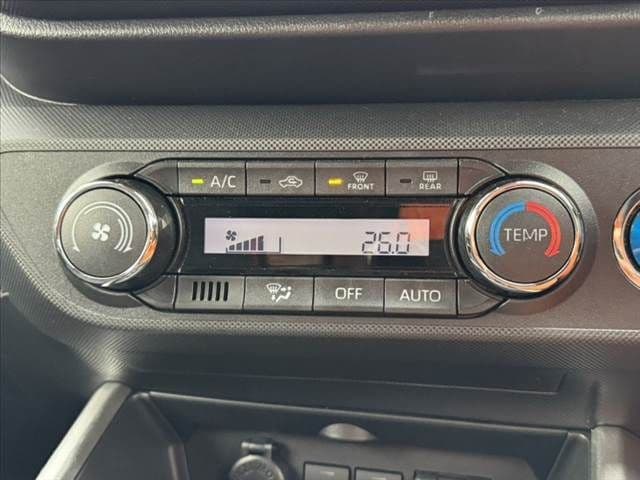 A/C
FRONT
REAR
26.0
TEMP
OFF
AUTO